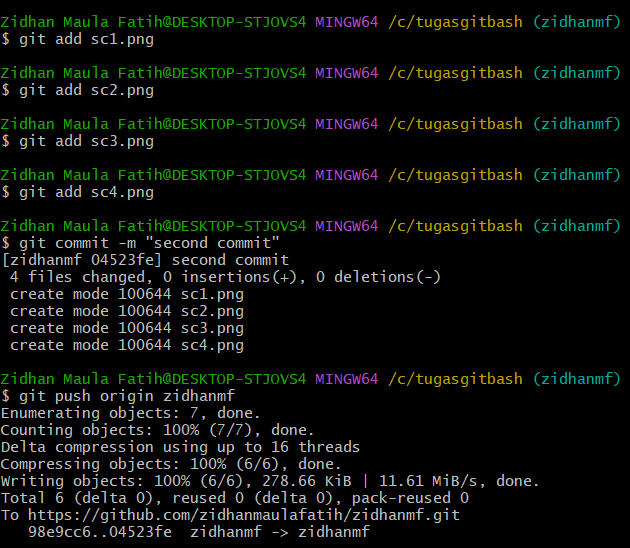 Zidhan Maula Fatih@DESKTOP-STJOVS4 MINGW64 /c/tugasgitbash (zidhanmf)
$ git add sc1.png
Zidhan Maula Fatih@DESKTOP-STJOVS4 MINGW64 /c/tugasgitbash (zidhanmf)
$ git add sc2.png
Zidhan Maula Fatih@DESKTOP-STJOVS4 MINGW64 /c/tugasgitbash (zidhanmf)
$ git add sc3.png
Zidhan Maula Fatih@DESKTOP-STJOVS4 MINGW64 /c/tugasgitbash (zidhanmf)
$ git add sc4.png
Zidhan Maula Fatih@DESKTOP-STJOVS4 MINGW64 /c/tugasgitbash (zidhanmf)
$ git commit -m "second commit"
[zidhanmf 04523fe] second commit
 4 files changed, 0 insertions(+), 0 deletions(-)
 create mode 100644 sc1.png
 create mode 100644 sc2.png
 create mode 100644 sc3.png
 create mode 100644 sc4.png
Zidhan Maula Fatih@DESKTOP-STJOVS4 MINGW64 /c/tugasgitbash (zidhanmf)
$ git push origin zidhanmf
Enumerating objects: 7, done.
Counting objects: 100% (7/7), done.
Delta compression using up to 16 threads
Compressing objects: 100% (6/6), done.
Writing objects: 100% (6/6), 278.66 KiB | 11.61 MiB/s, done.
Total 6 (delta 0), reused 0 (delta 0), pack-reused 0
To https://github.com/zidhanmaulafatih/zidhanmf.git
   98e9cc6..04523fe  zidhanmf -> zidhanmf